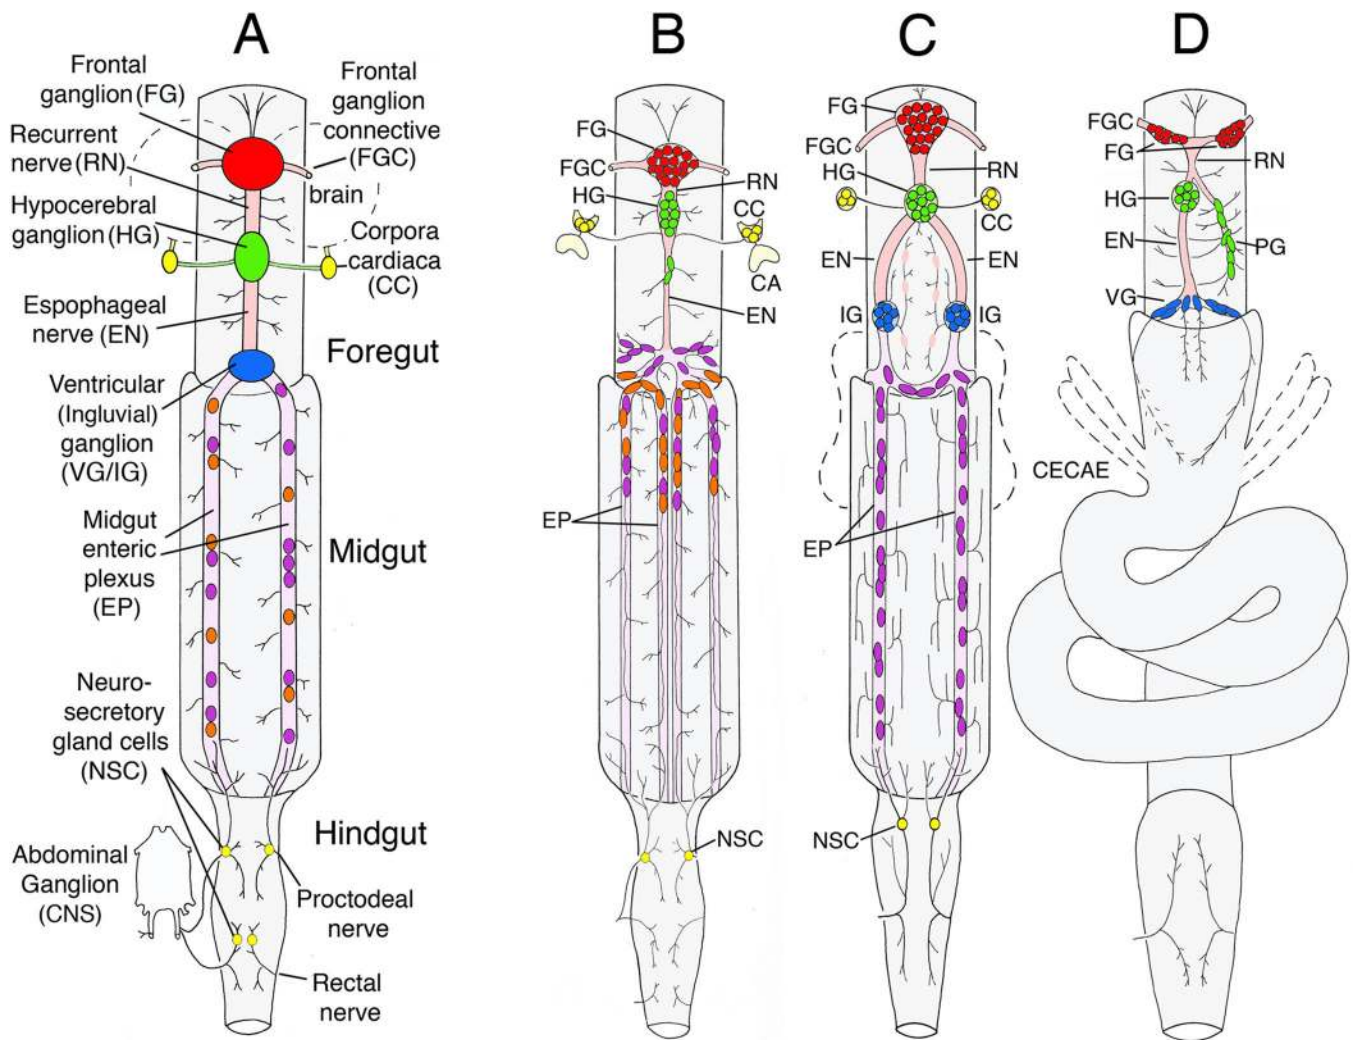 A
Frontal
ganglion (FG)
Frontal
ganglion
connective
(FGC)
Recurrent
nerve (RN)
brain
Hypocerebral
ganglion (HG)
Corpora
cardiaca
(CC)
Espophageal
nerve (EN)
Foregut
Ventricular
(Ingluvial)
ganglion
(VG/IG)
Midgut
enteric
plexus
(EP)
Midgut
Neuro-
secretory
gland cells
(NSC)
Hindgut
Abdominal
Ganglion
(CNS)
Proctodeal
nerve
Rectal
nerve
B
FG
FGC
RN
HG
CC
CA
EN
EP
NSC
C
FG
FGC
HG
RN
CC
EN
EN
IG
IG
EP
NSC
D
FGC
FG
RN
HG
EN
PG
VG
CECAE